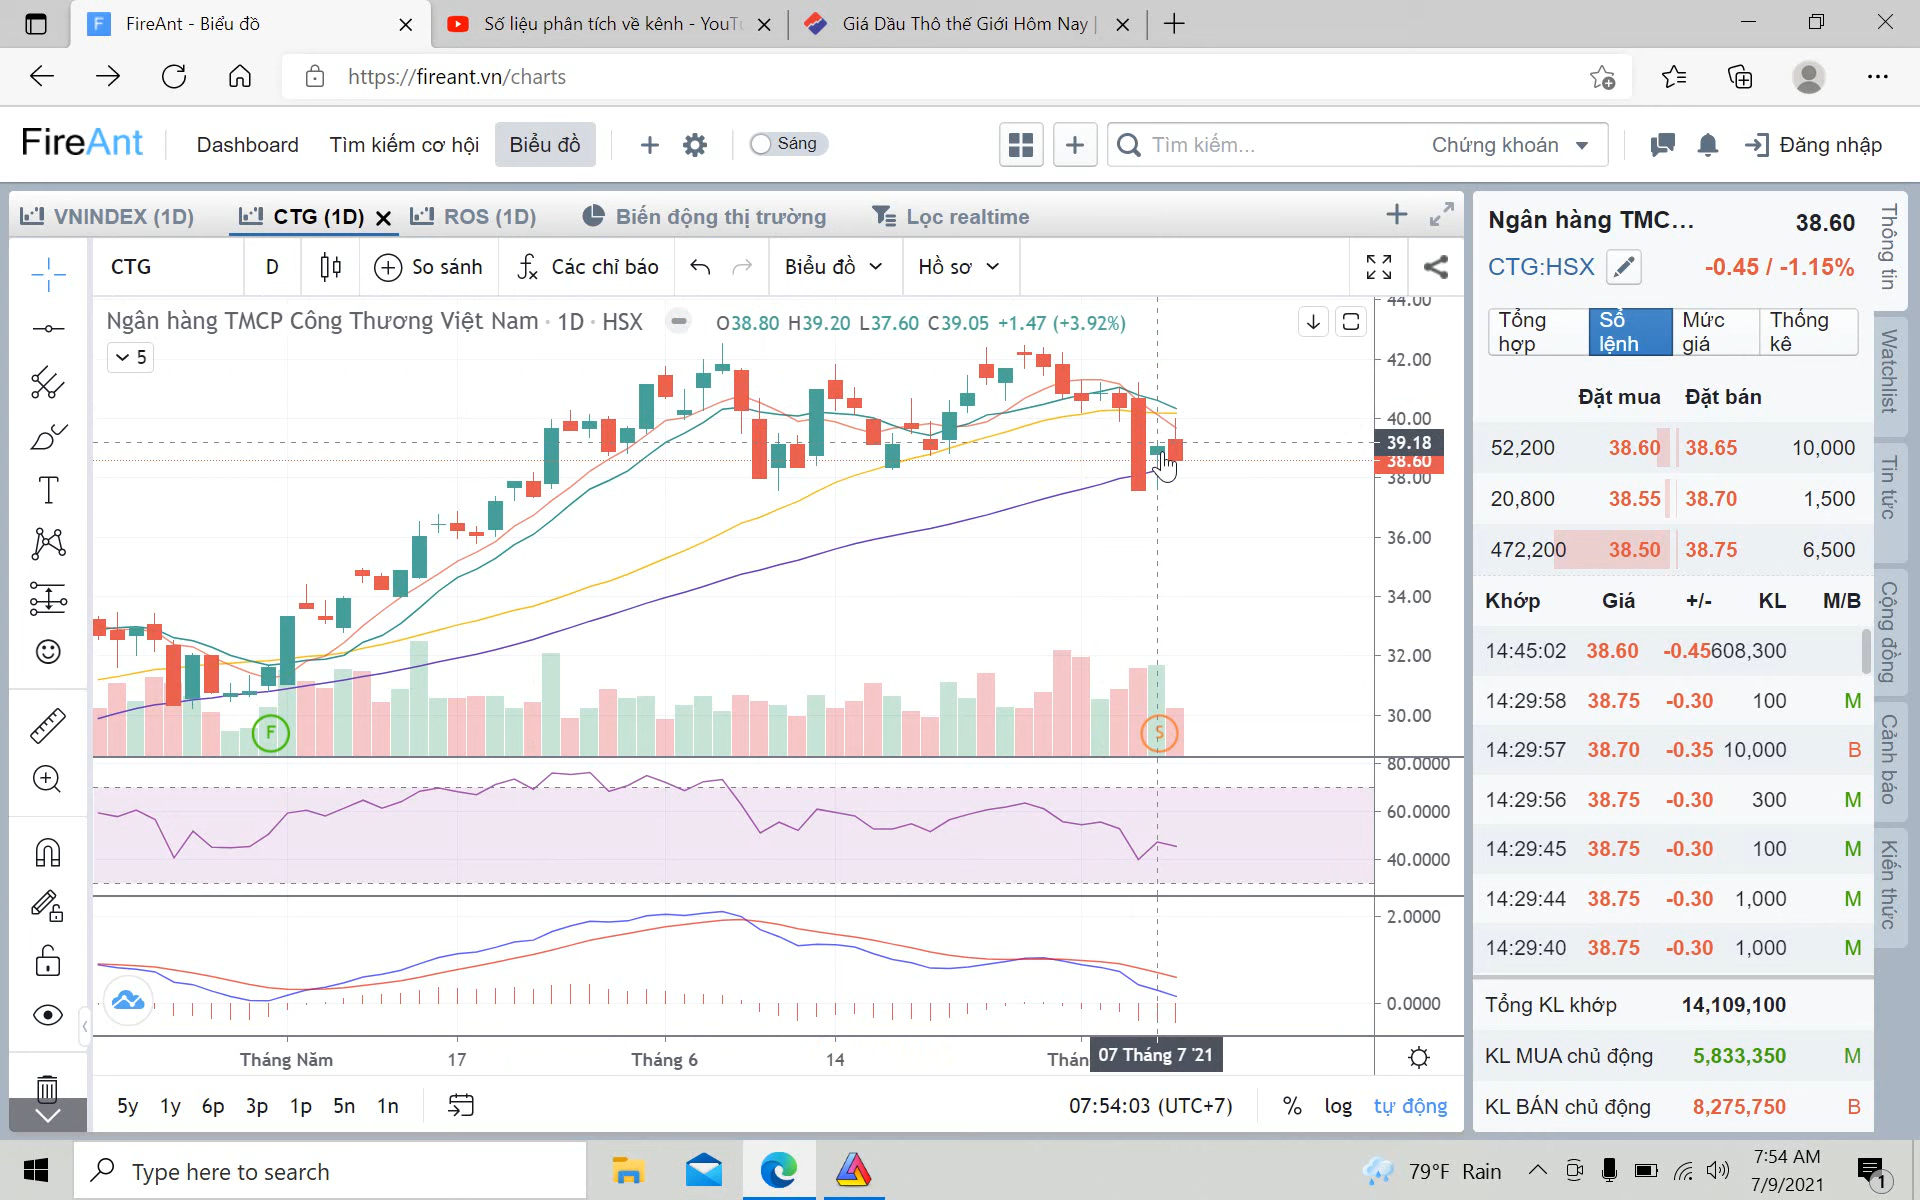 FireAnt - Biểu đồ
Số liệu phân tích về kênh - YouTu
Giá Dầu Thô thế Giới Hôm Nay |
https://fireant.vn/charts
FireAnt
Dashboard
Tìm kiếm cơ hội
Biểu đồ
Sáng
Tìm kiếm...
Chứng khoán
Đăng nhập
VNINDEX (1D)
CTG (1D)
ROS (1D)
Biến động thị trường
Lọc realtime
CTG
D
So sánh
Các chỉ báo
Biểu đồ
Hồ sơ
Ngân hàng TMCP Công Thương Việt Nam · 1D · HSX
O38.80 H39.20 L37.60 C39.05 +1.47 (+3.92%)
5
44.00
42.00
40.00
39.18
38.60
38.00
36.00
34.00
32.00
30.00
F
S
80.0000
60.0000
40.0000
2.0000
0.0000
Tháng Năm
17
Tháng 6
14
Thá
07 Tháng 7 '21
5y 1y 6p 3p 1p 5n 1n
07:54:03 (UTC+7)
% log tự động
Ngân hàng TMC...
38.60
CTG:HSX
-0.45 / -1.15%
Tổng hợp
Sổ lệnh
Mức giá
Thống kê
Đặt mua Đặt bán
52,200 38.60 38.65 10,000
20,800 38.55 38.70 1,500
472,200 38.50 38.75 6,500
Khớp Giá +/- KL M/B
14:45:02 38.60 -0.45 608,300
14:29:58 38.75 -0.30 100 M
14:29:57 38.70 -0.35 10,000 B
14:29:56 38.75 -0.30 300 M
14:29:45 38.75 -0.30 100 M
14:29:44 38.75 -0.30 1,000 M
14:29:40 38.75 -0.30 1,000 M
Tổng KL khớp 14,109,100
KL MUA chủ động 5,833,350 M
KL BÁN chủ động 8,275,750 B
Thông tin
Watchlist
Tin tức
Cộng đồng
Cảnh báo
Kiến thức
Type here to search
79°F Rain
7:54 AM
7/9/2021
1